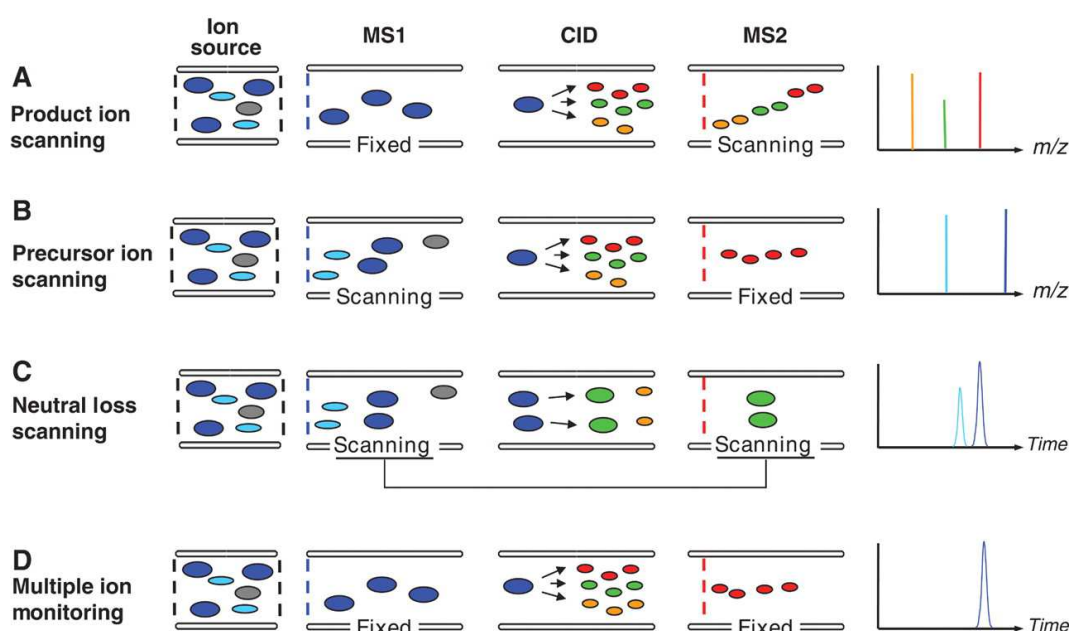 Ion
source
MS1
CID
MS2
A
Product ion
scanning
Fixed
Scanning
m/z
B
Precursor ion
scanning
Scanning
Fixed
m/z
C
Neutral loss
scanning
Scanning
Scanning
Time
D
Multiple ion
monitoring
Fixed
Fixed
Time